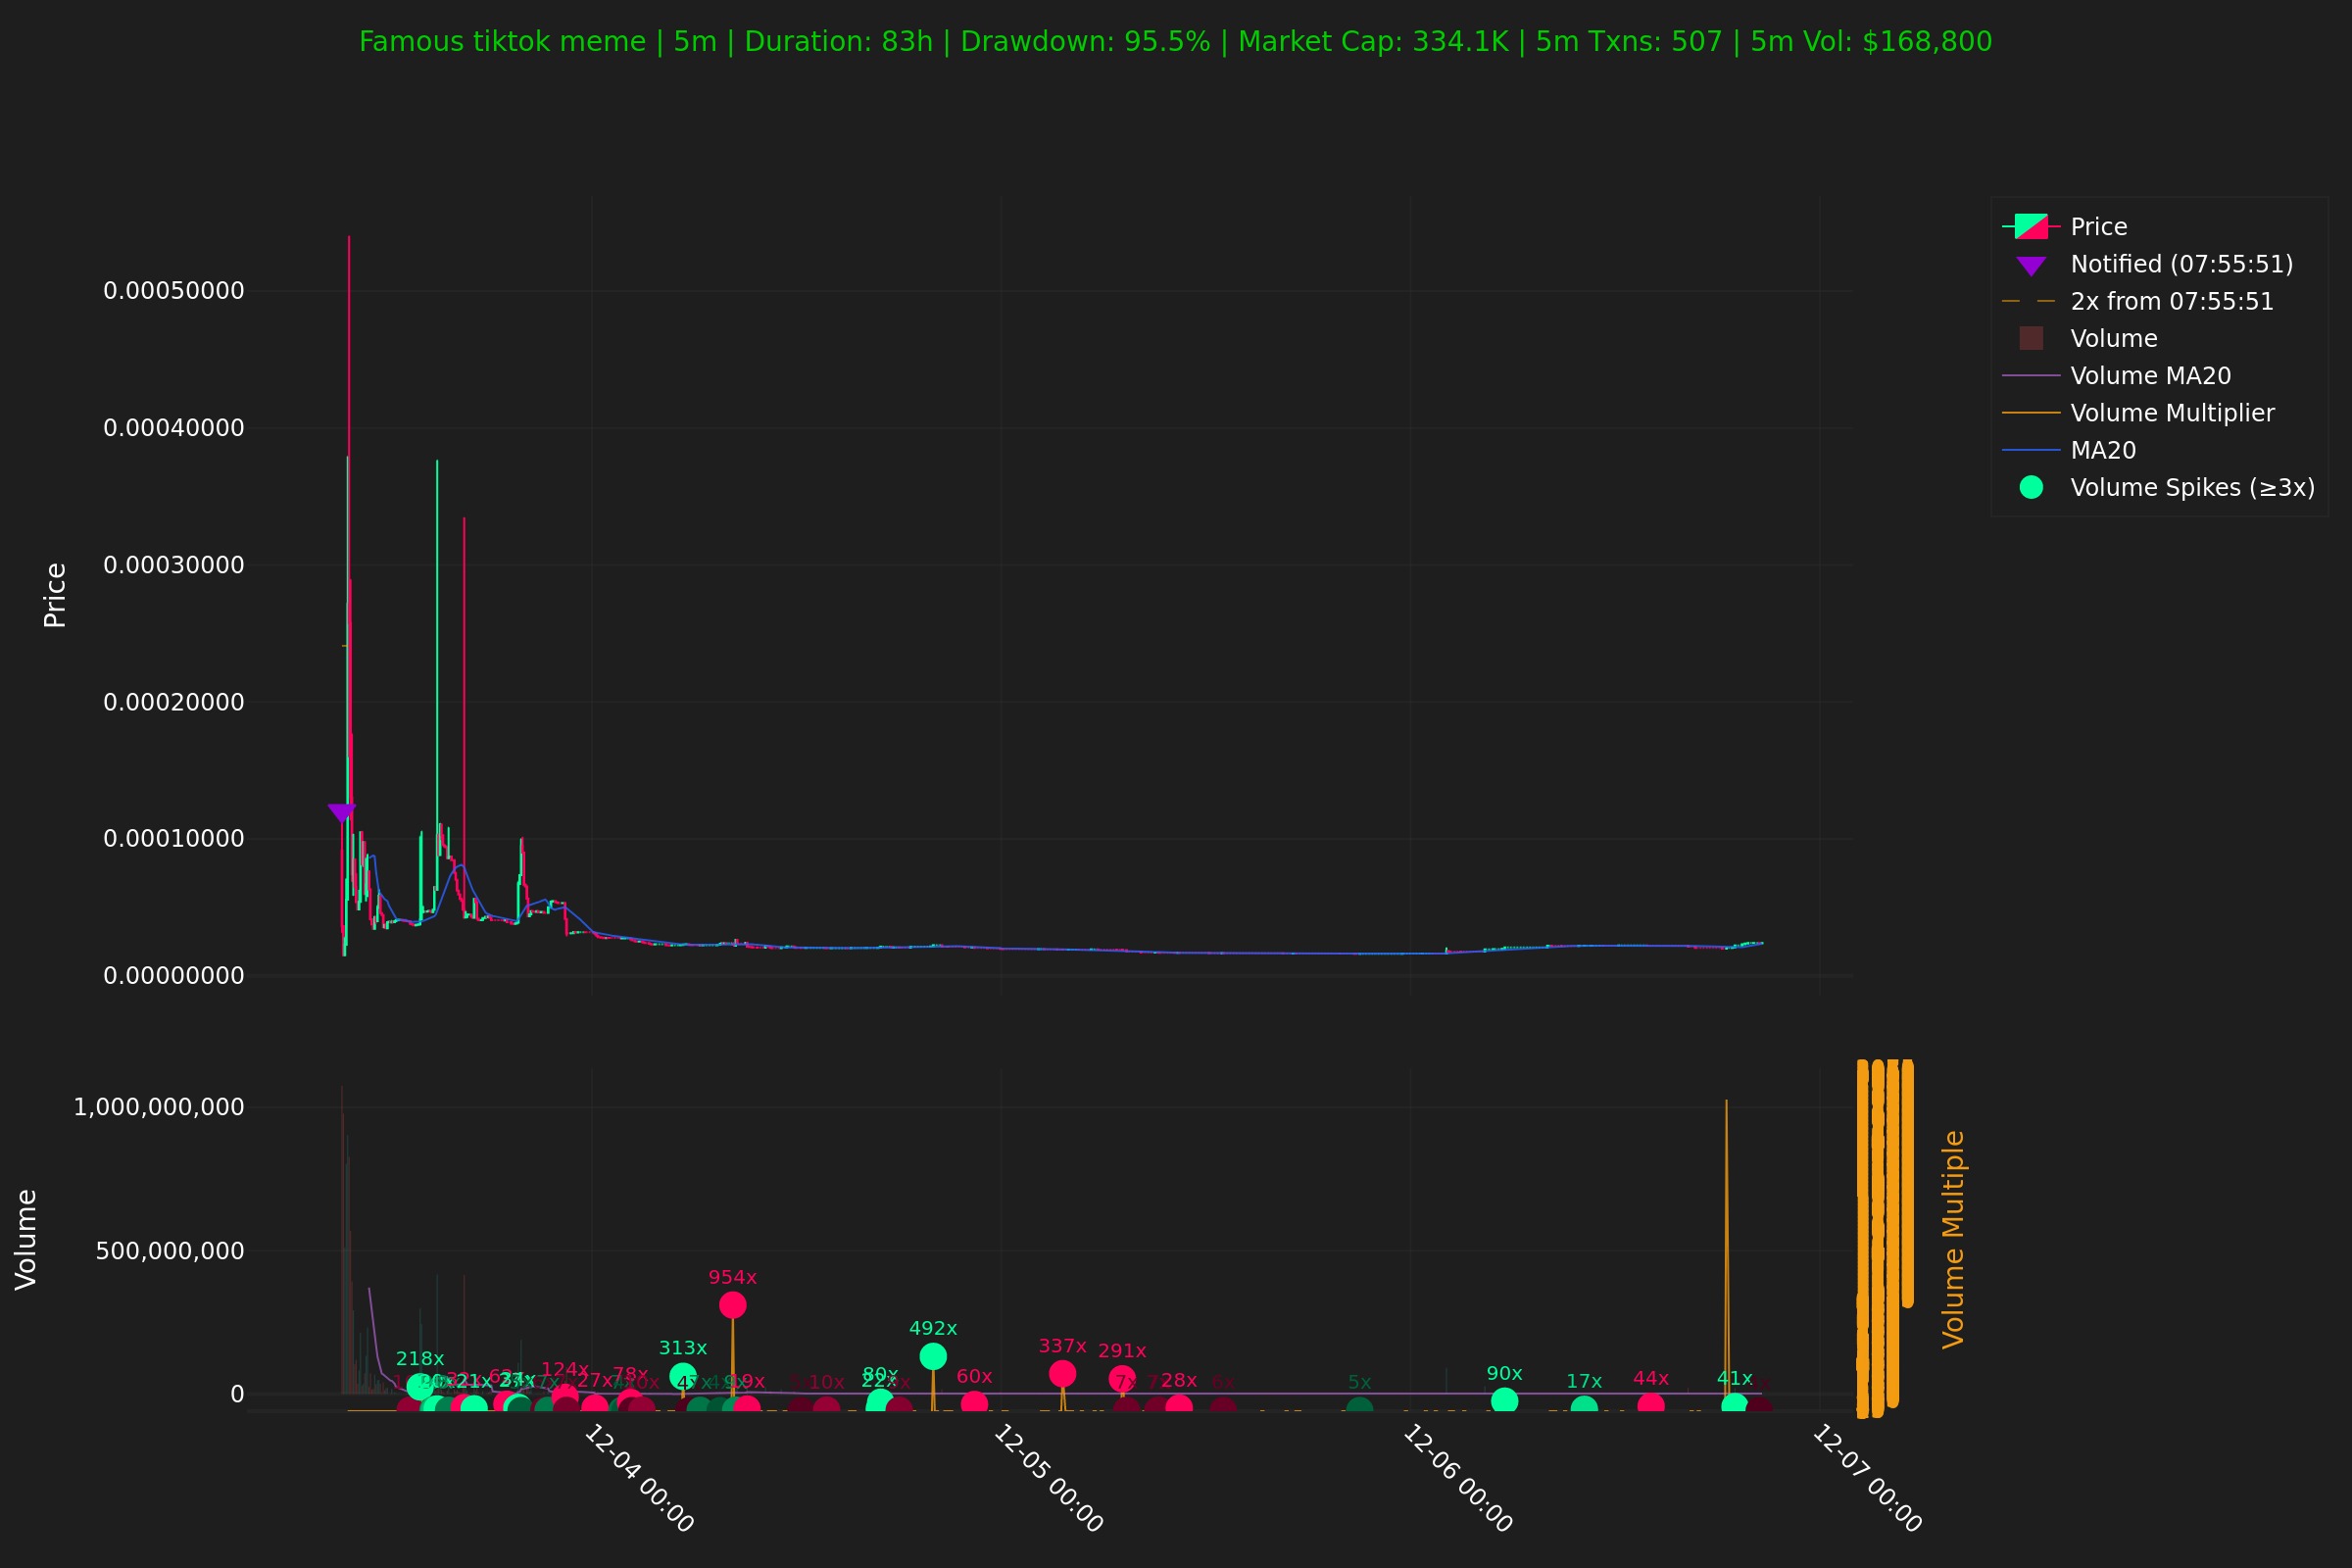 Famous tiktok meme | 5m | Duration: 83h | Drawdown: 95.5% | Market Cap: 334.1K | 5m Txns: 507 | 5m Vol: $168,800
Price
0.00050000
0.00040000
0.00030000
0.00020000
0.00010000
0.00000000
Price
Notified (07:55:51)
2x from 07:55:51
Volume
Volume MA20
Volume Multiplier
MA20
Volume Spikes (≥3x)
Volume
1,000,000,000
500,000,000
0
218x
21x
124x
27x
78x
313x
954x
10x
80x
22x
492x
60x
337x
291x
7x
28x
6x
5x
90x
17x
44x
41x
Volume Multiple
12-04 00:00
12-05 00:00
12-06 00:00
12-07 00:00